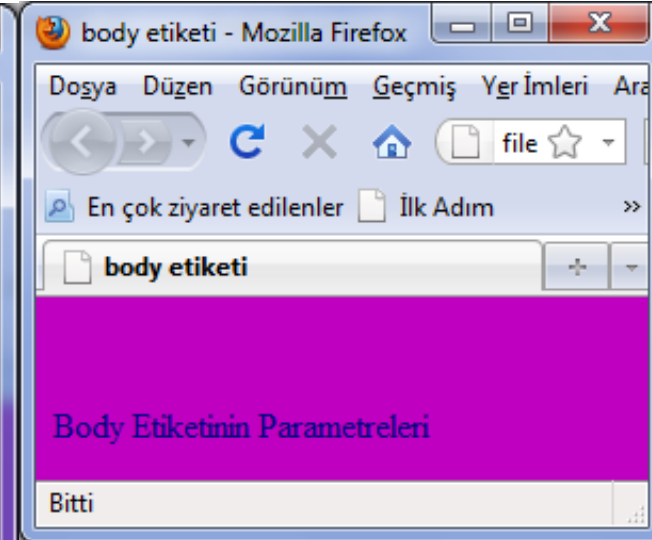 body etiketi - Mozilla Firefox
Dosya Düzen Görünüm Geçmiş Yer İmleri Ara
file
En çok ziyaret edilenler İlk Adım »
body etiketi
Body Etiketinin Parametreleri
Bitti